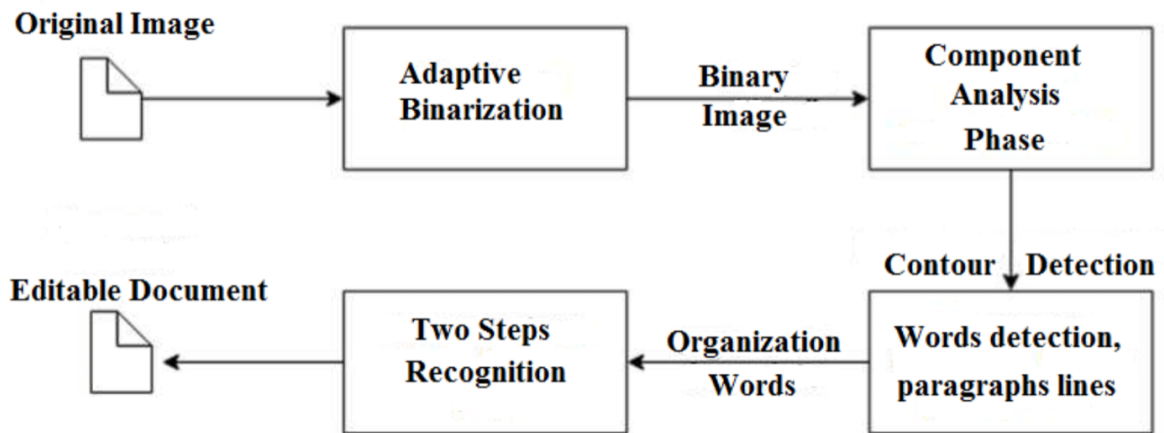 Original Image
Adaptive
Binarization
Binary
Image
Component
Analysis
Phase
Contour Detection
Words detection,
paragraphs lines
Organization
Words
Two Steps
Recognition
Editable Document